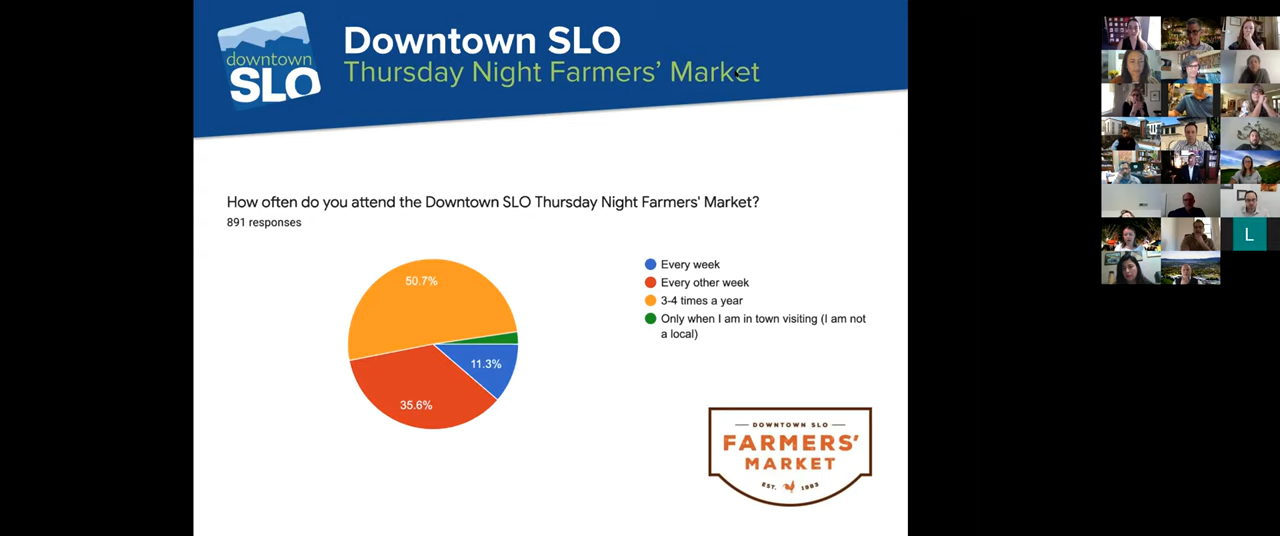 downtown
SLO
Downtown SLO
Thursday Night Farmers' Market
How often do you attend the Downtown SLO Thursday Night Farmers' Market?
891 responses
50.7%
11.3%
35.6%
Every week
Every other week
3-4 times a year
Only when I am in town visiting (I am not
a local)
DOWNTOWN SLO
FARMERS'
MARKET
EST. 1983
L